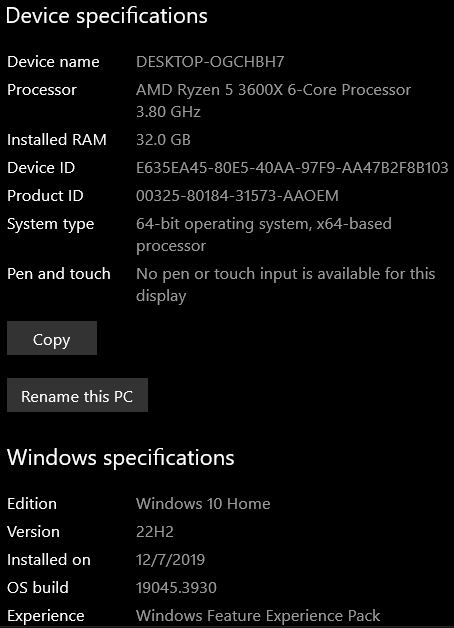 Device specifications
Device name DESKTOP-OGCHBH7
Processor AMD Ryzen 5 3600X 6-Core Processor
3.80 GHz
Installed RAM 32.0 GB
Device ID E635EA45-80E5-40AA-97F9-AA47B2F8B103
Product ID 00325-80184-31573-AAOEM
System type 64-bit operating system, x64-based
processor
Pen and touch No pen or touch input is available for this
display
Copy
Rename this PC
Windows specifications
Edition Windows 10 Home
Version 22H2
Installed on 12/7/2019
OS build 19045.3930
Experience Windows Feature Experience Pack